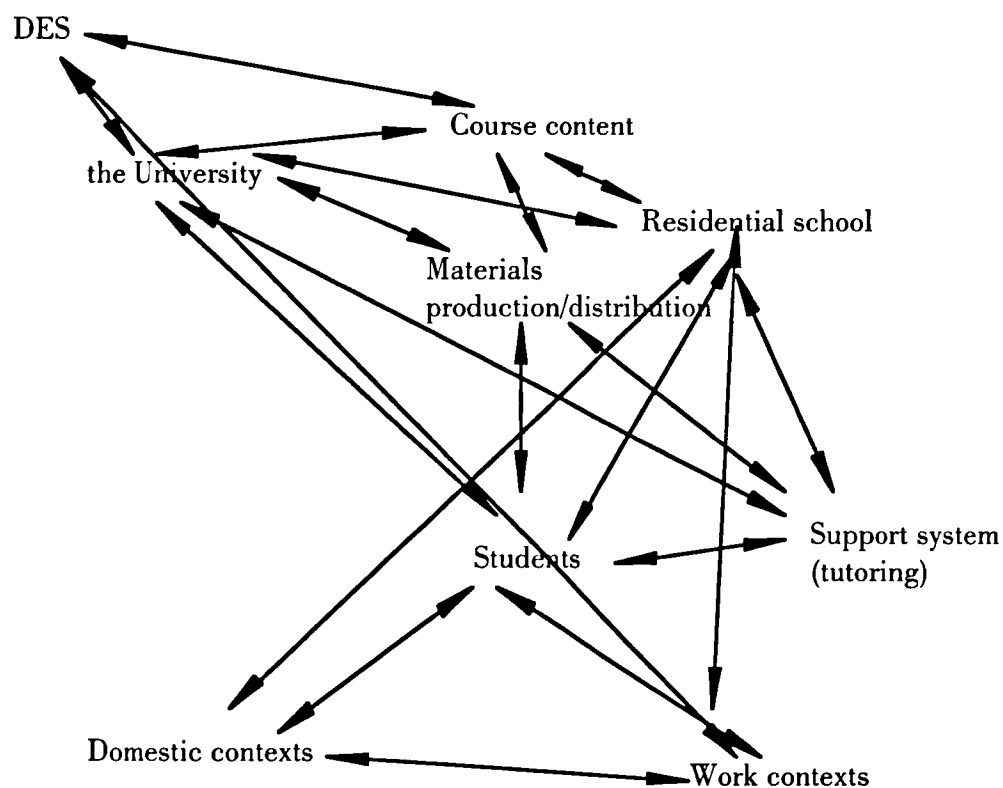 DES
Course content
the University
Residential school
Materials
production/distribution
Support system
(tutoring)
Students
Domestic contexts
Work contexts